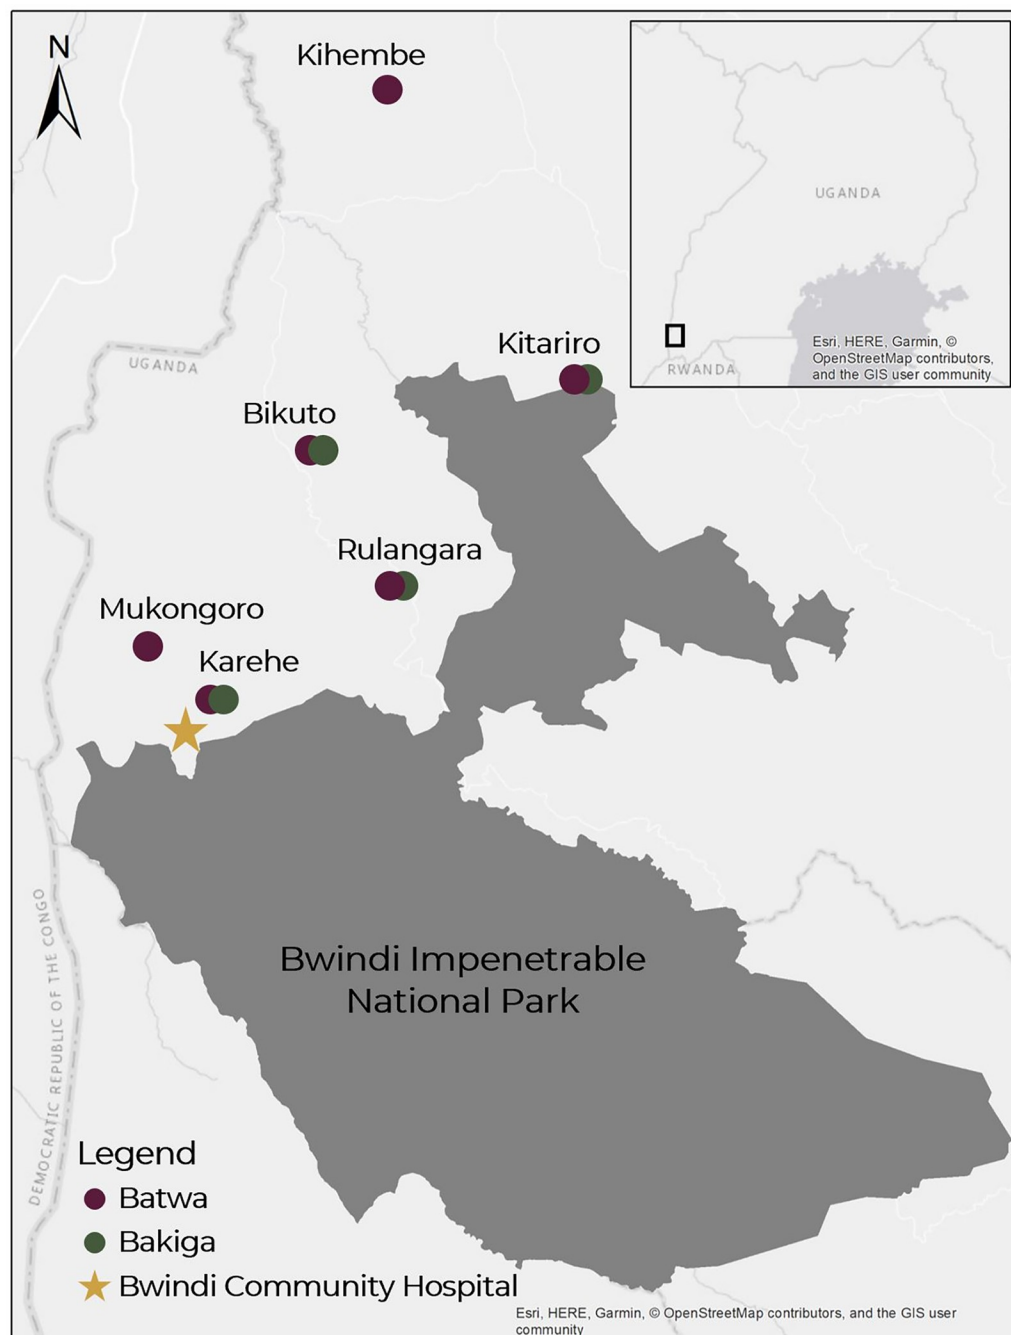 N
Kihembe
UGANDA
Esri, HERE, Garmin, ©
OpenStreetMap contributors,
and the GIS user community
RWANDA
Kitariro
UGANDA
Bikuto
Rulangara
Mukongoro
Karehe
Bwindi Impenetrable
National Park
DEMOCRATIC REPUBLIC OF THE CONGO
Legend
Batwa
Bakiga
Bwindi Community Hospital
Esri, HERE, Garmin, © OpenStreetMap contributors, and the GIS user
community